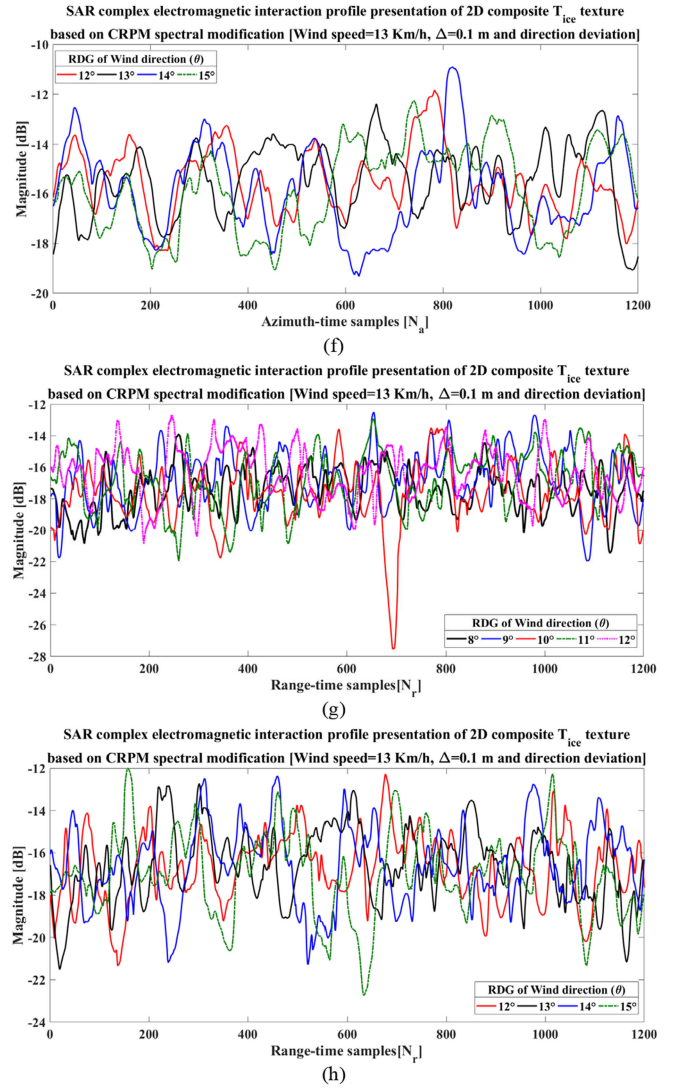 SAR complex electromagnetic interaction profile presentation of 2D composite T_ice texture
based on CRPM spectral modification [Wind speed=13 Km/h, Δ=0.1 m and direction deviation]
-10
-12
-14
-16
-18
-20
Magnitude [dB]
RDG of Wind direction (θ)
12° 13° 14° 15°
0 200 400 600 800 1000 1200
Azimuth-time samples [N_a]
(f)
SAR complex electromagnetic interaction profile presentation of 2D composite T_ice texture
based on CRPM spectral modification [Wind speed=13 Km/h, Δ=0.1 m and direction deviation]
-12
-14
-16
-18
-20
-22
-24
-26
-28
Magnitude [dB]
RDG of Wind direction (θ)
8° 9° 10° 11° 12°
0 200 400 600 800 1000 1200
Range-time samples[N_r]
(g)
SAR complex electromagnetic interaction profile presentation of 2D composite T_ice texture
based on CRPM spectral modification [Wind speed=13 Km/h, Δ=0.1 m and direction deviation]
-12
-14
-17
-18
-20
-22
-24
Magnitude [dB]
RDG of Wind direction (θ)
12° 13° 14° 15°
0 200 400 600 800 1000 1200
Range-time samples[N_r]
(h)